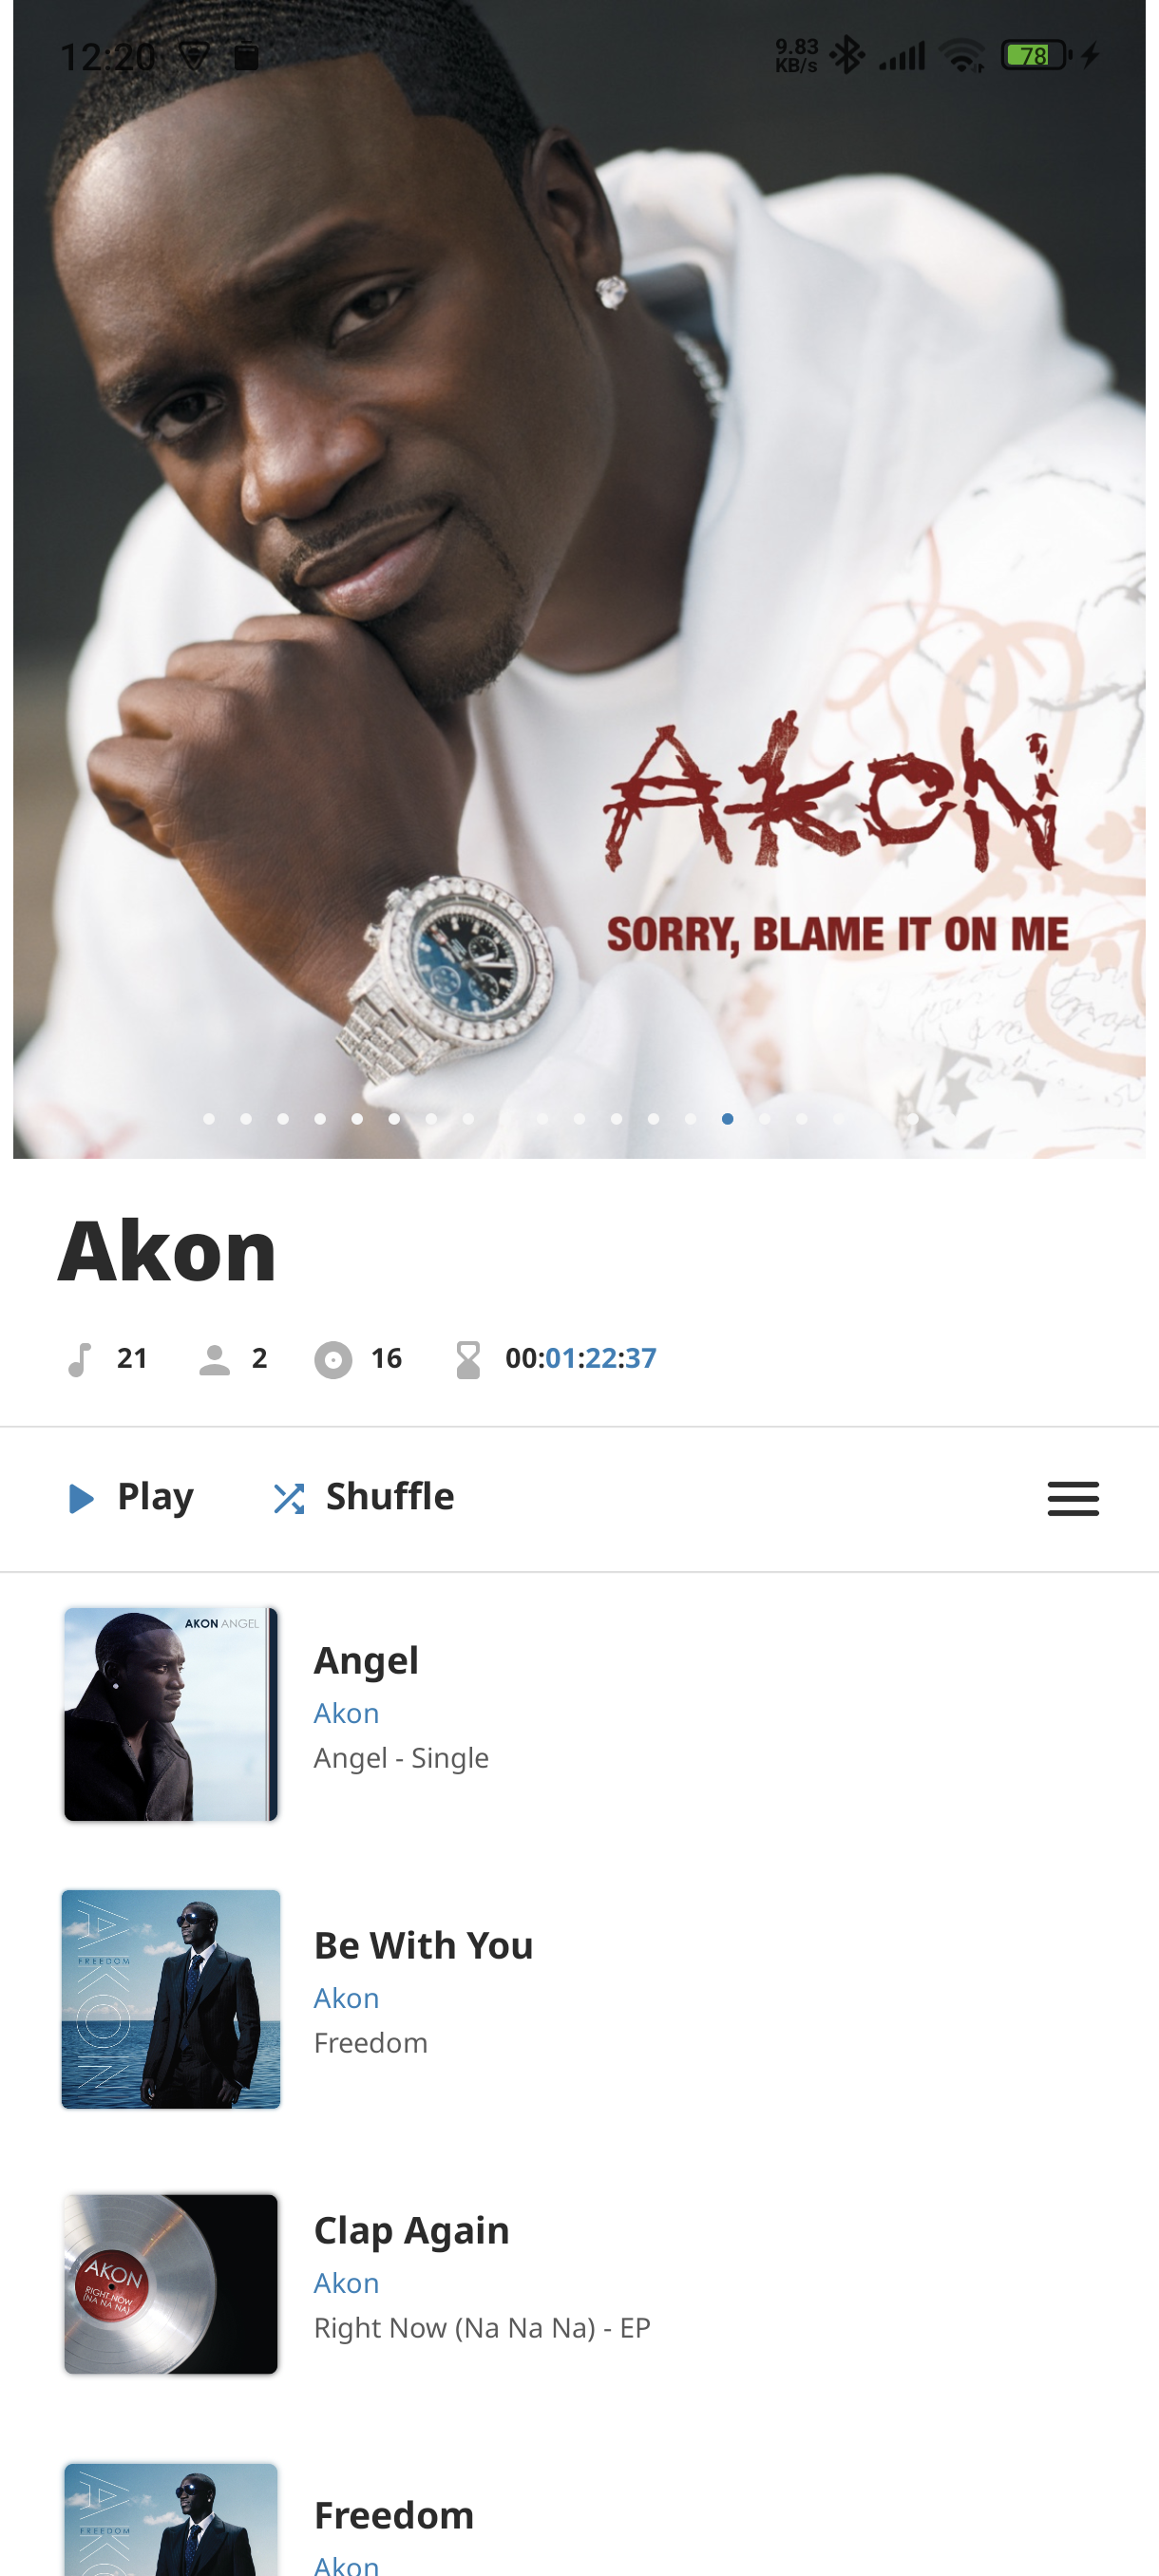 12:20
9.83
KB/s
78
Akon
SORRY, BLAME IT ON ME
Akon
21 2 16 00:01:22:37
Play Shuffle
AKON ANGEL
Angel
Akon
Angel - Single
AKON
FREEDOM
Be With You
Akon
Freedom
AKON
RIGHT NOW
(NA NA NA)
Clap Again
Akon
Right Now (Na Na Na) - EP
FREEDOM
Freedom
Akon